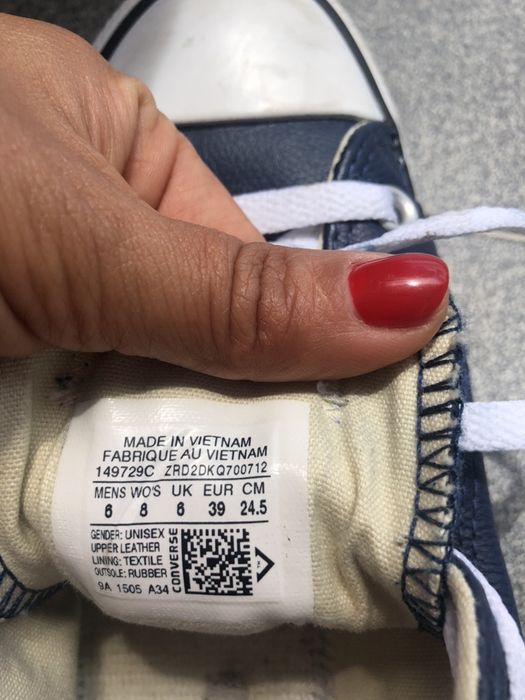 MADE IN VIETNAM
FABRIQUE AU VIETNAM
149729C ZRD2DKQ700712
MENS WO'S UK EUR CM
6 8 6 39 24.5
GENDER: UNISEX
UPPER LEATHER
LINING: TEXTILE
OUTSOLE: RUBBER
9A 1505 A34
CONVERSE
TM